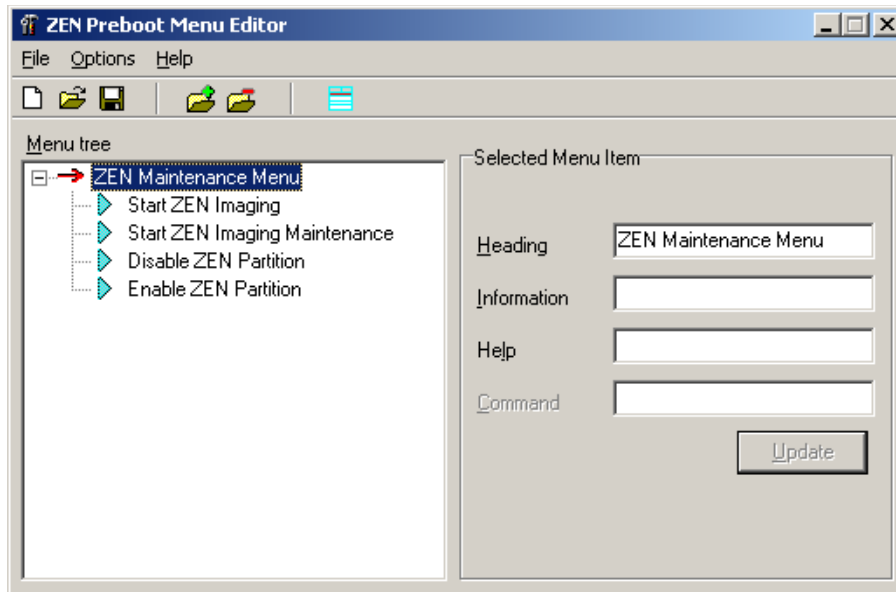 ZEN Preboot Menu Editor
File Options Help
Menu tree
ZEN Maintenance Menu
Start ZEN Imaging
Start ZEN Imaging Maintenance
Disable ZEN Partition
Enable ZEN Partition
Selected Menu Item
Heading ZEN Maintenance Menu
Information
Help
Command
Update